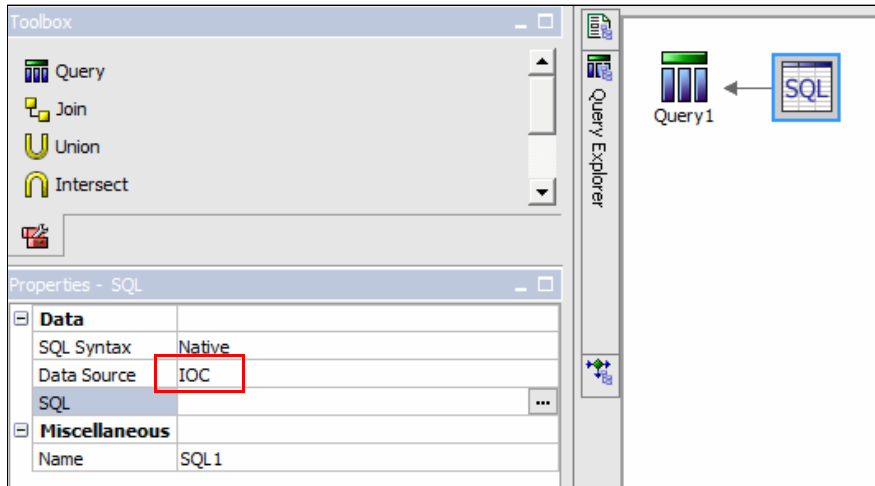 Toolbox
Query
Join
Union
Intersect
Properties - SQL
Data
SQL Syntax Native
Data Source IOC
SQL ...
Miscellaneous
Name SQL1
Query Explorer
Query1
SQL